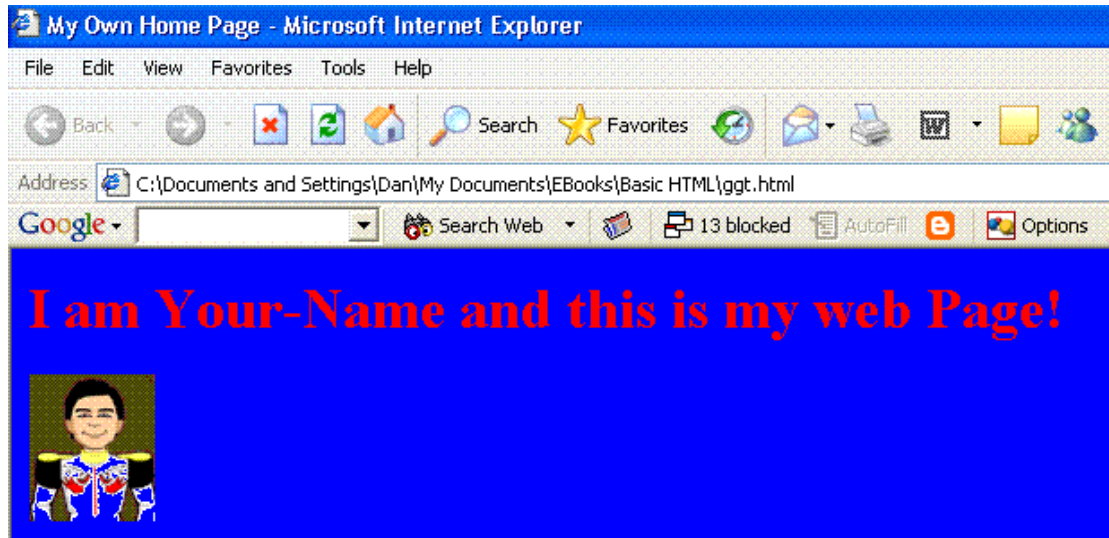 My Own Home Page - Microsoft Internet Explorer
File Edit View Favorites Tools Help
Back Search Favorites W
Address C:\Documents and Settings\Dan\My Documents\EBooks\Basic HTML\ggt.html
Google Search Web 13 blocked AutoFill Options
I am Your-Name and this is my web Page!